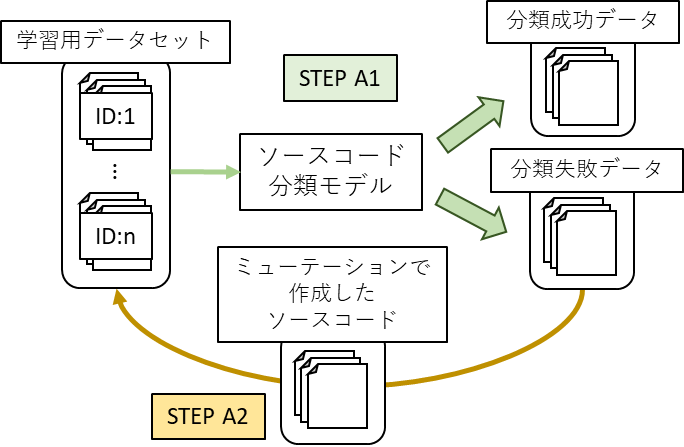 学習用データセット
ID:1
⋮
ID:n
STEP A1
ソースコード
分類モデル
分類成功データ
分類失敗データ
ミューテーションで
作成した
ソースコード
STEP A2